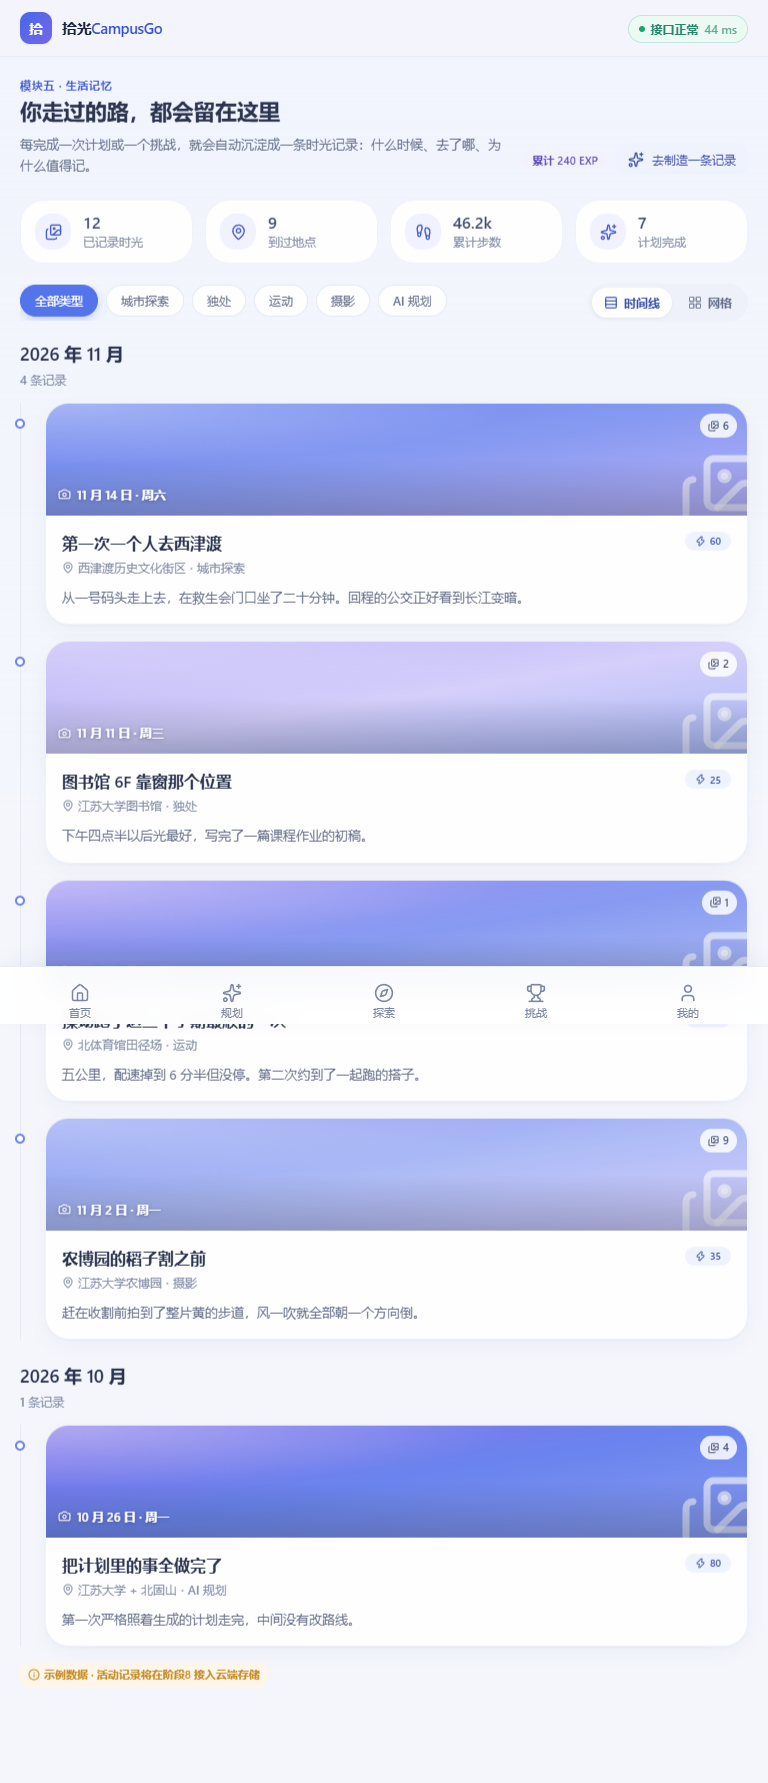 拾 拾光CampusGo
接口正常 44 ms
模块五 · 生活记忆
你走过的路，都会留在这里
每完成一次计划或一个挑战，就会自动沉淀成一条时光记录：什么时候、去了哪、为
什么值得记。
累计 240 EXP
去制造一条记录
12
已记录时光
9
到过地点
46.2k
累计步数
7
计划完成
全部类型 城市探索 独处 运动 摄影 AI 规划
时间线 网格
2026 年 11 月
4 条记录
6
11 月 14 日 · 周六
第一次一个人去西津渡
60
西津渡历史文化街区 · 城市探索
从一号码头走上去，在救生会门口坐了二十分钟。回程的公交正好看到长江变暗。
2
11 月 11 日 · 周三
图书馆 6F 靠窗那个位置
25
江苏大学图书馆 · 独处
下午四点半以后光最好，写完了一篇课程作业的初稿。
1
首页 规划 探索 挑战 我的
北体育馆田径场 · 运动
五公里，配速掉到 6 分半但没停。第二次约到了一起跑的搭子。
9
11 月 2 日 · 周一
农博园的稻子割之前
35
江苏大学农博园 · 摄影
赶在收割前拍到了整片黄的步道，风一吹就全部朝一个方向倒。
2026 年 10 月
1 条记录
4
10 月 26 日 · 周一
把计划里的事全做完了
80
江苏大学 + 北固山 · AI 规划
第一次严格照着生成的计划走完，中间没有改路线。
示例数据 · 活动记录将在阶段8 接入云端存储